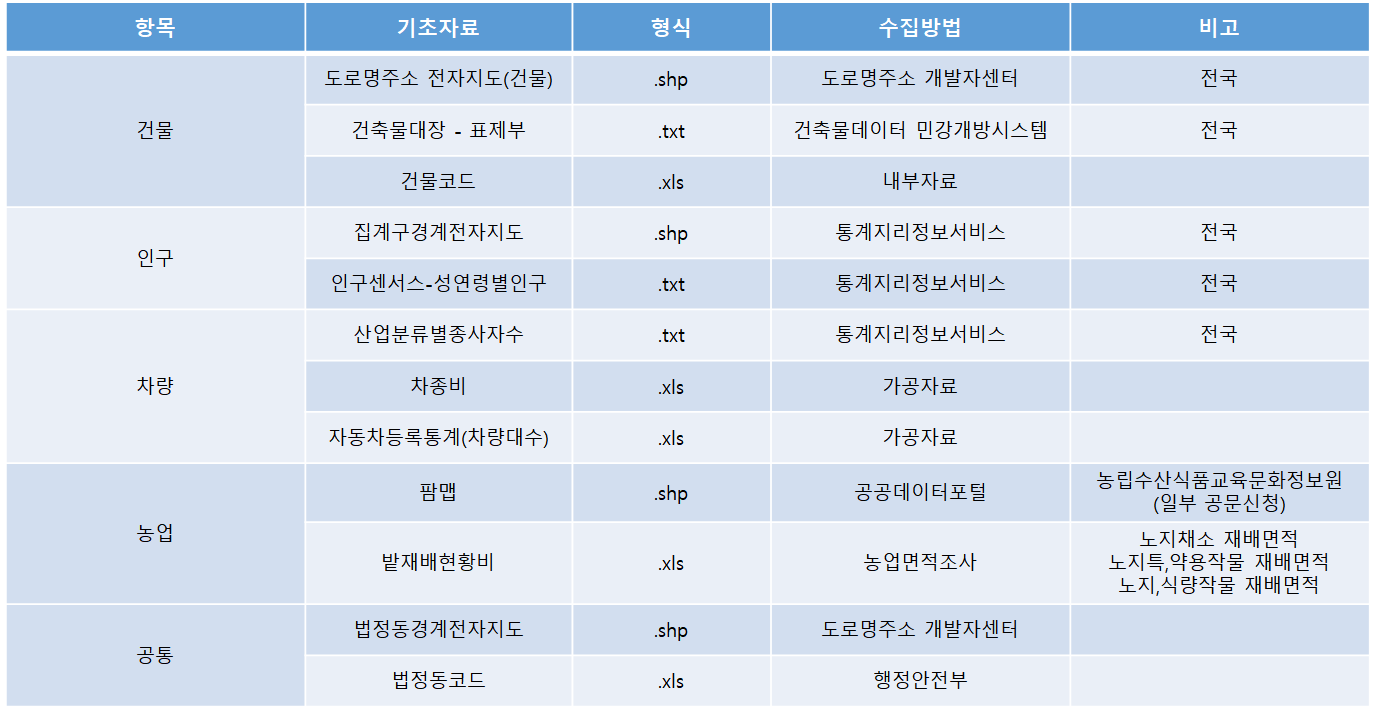 항목 기초자료 형식 수집방법 비고
건물 도로명주소 전자지도(건물) .shp 도로명주소 개발자센터 전국
건축물대장 - 표제부 .txt 건축물데이터 민강개방시스템 전국
건물코드 .xls 내부자료
인구 집계구경계전자지도 .shp 통계지리정보서비스 전국
인구센서스-성연령별인구 .txt 통계지리정보서비스 전국
차량 산업분류별종사자수 .txt 통계지리정보서비스 전국
차종비 .xls 가공자료
자동차등록통계(차량대수) .xls 가공자료
농업 팜맵 .shp 공공데이터포털 농립수산식품교육문화정보원
(일부 공문신청)
밭재배현황비 .xls 농업면적조사 노지채소 재배면적
노지특,약용작물 재배면적
노지,식량작물 재배면적
공통 법정동경계전자지도 .shp 도로명주소 개발자센터
법정동코드 .xls 행정안전부